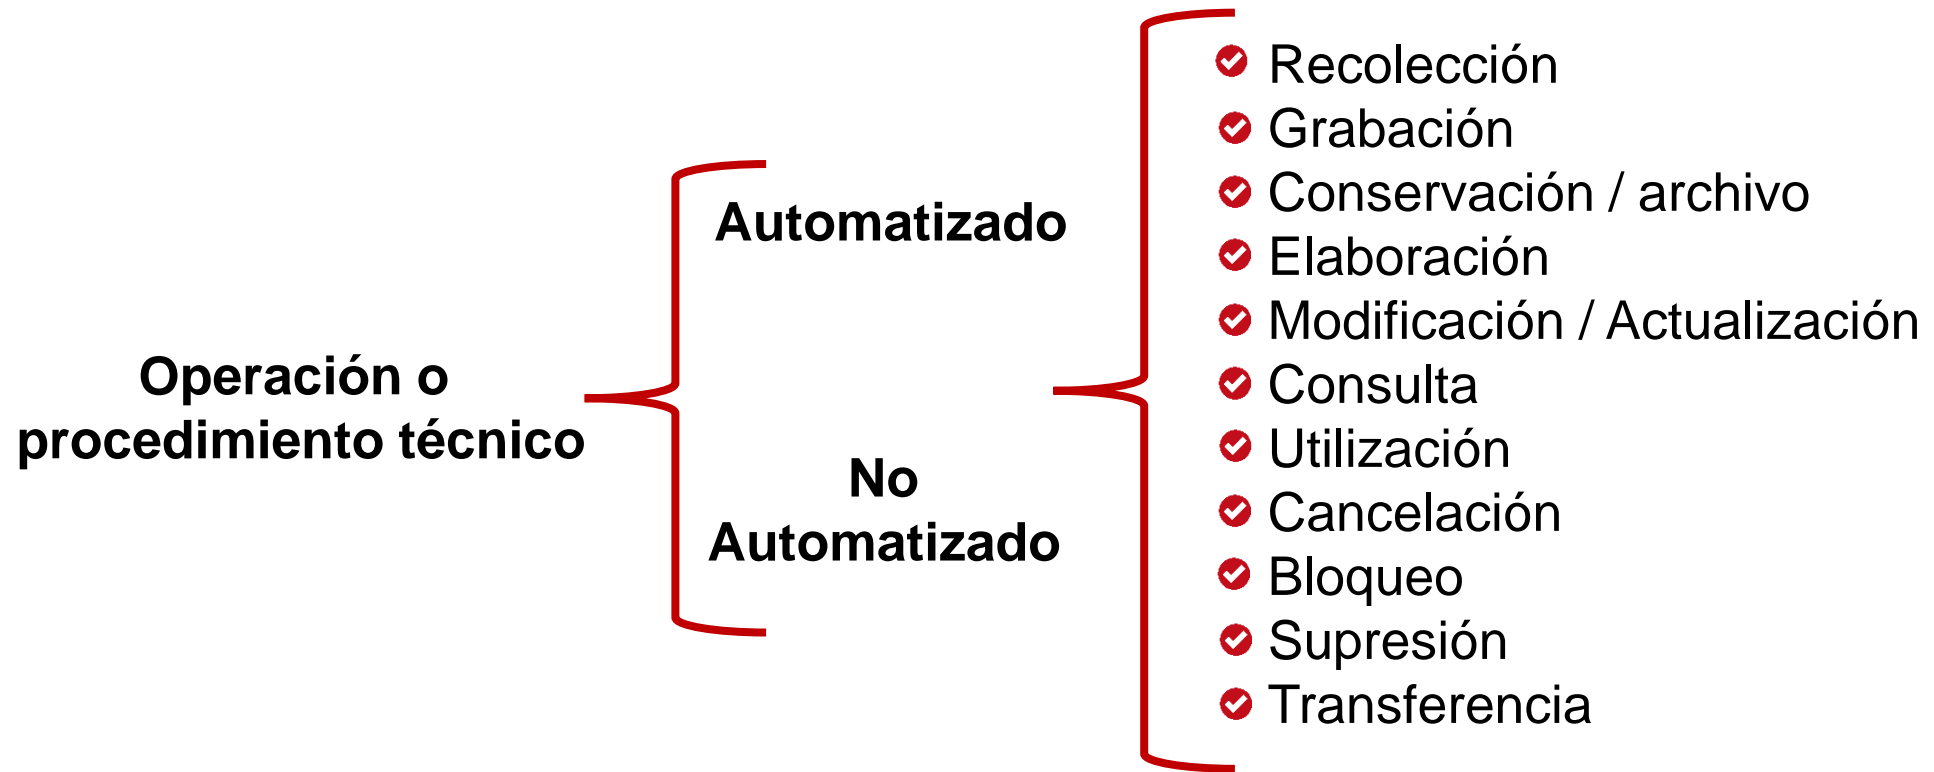 Operación o
procedimiento técnico
Automatizado
No
Automatizado
Recolección
Grabación
Conservación / archivo
Elaboración
Modificación / Actualización
Consulta
Utilización
Cancelación
Bloqueo
Supresión
Transferencia